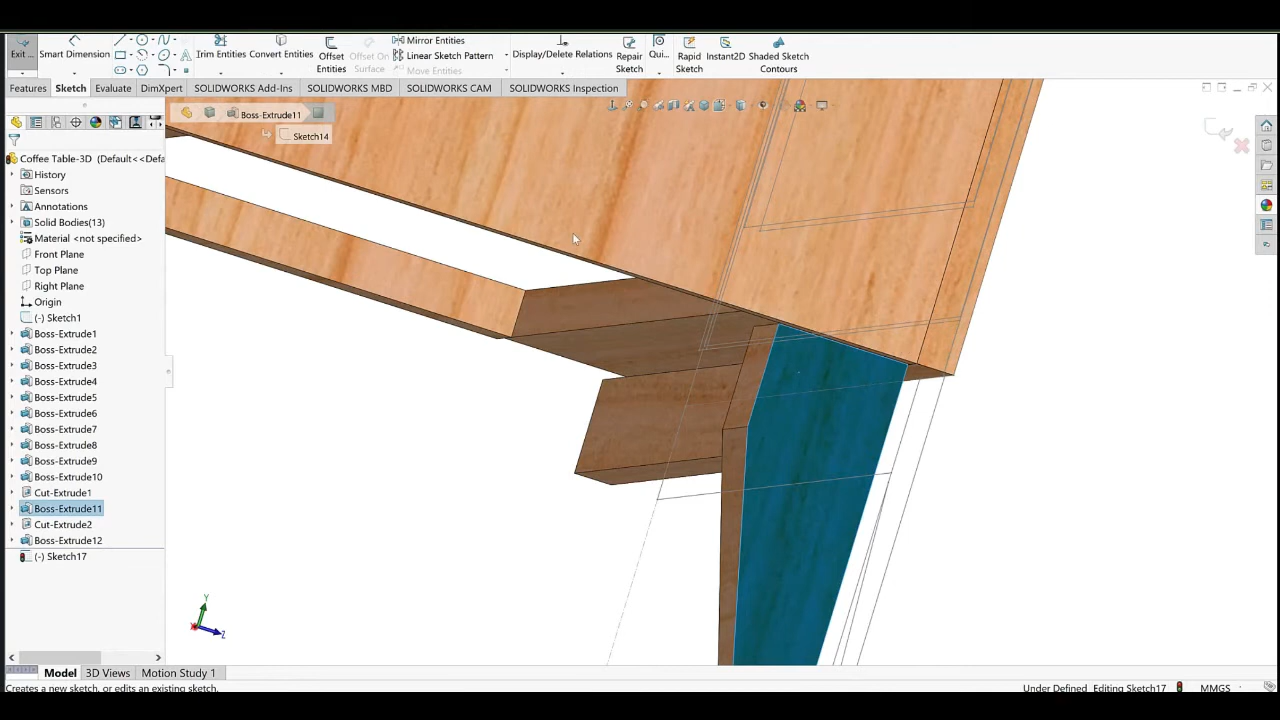 Exit ...
Smart Dimension
Trim Entities
Convert Entities
Offset Entities
Offset On Surface
Mirror Entities
Linear Sketch Pattern
Move Entities
Display/Delete Relations
Repair Sketch
Qui...
Rapid Sketch
Instant2D
Shaded Sketch Contours
Features
Sketch
Evaluate
DimXpert
SOLIDWORKS Add-Ins
SOLIDWORKS MBD
SOLIDWORKS CAM
SOLIDWORKS Inspection
Boss-Extrude11
Sketch14
Coffee Table-3D (Default<<Defa
History
Sensors
Annotations
Solid Bodies(13)
Material <not specified>
Front Plane
Top Plane
Right Plane
Origin
(-) Sketch1
Boss-Extrude1
Boss-Extrude2
Boss-Extrude3
Boss-Extrude4
Boss-Extrude5
Boss-Extrude6
Boss-Extrude7
Boss-Extrude8
Boss-Extrude9
Boss-Extrude10
Cut-Extrude1
Boss-Extrude11
Cut-Extrude2
Boss-Extrude12
(-) Sketch17
Y
X
Z
Model
3D Views
Motion Study 1
Creates a new sketch, or edits an existing sketch.
Under Defined
Editing Sketch17
MMGS